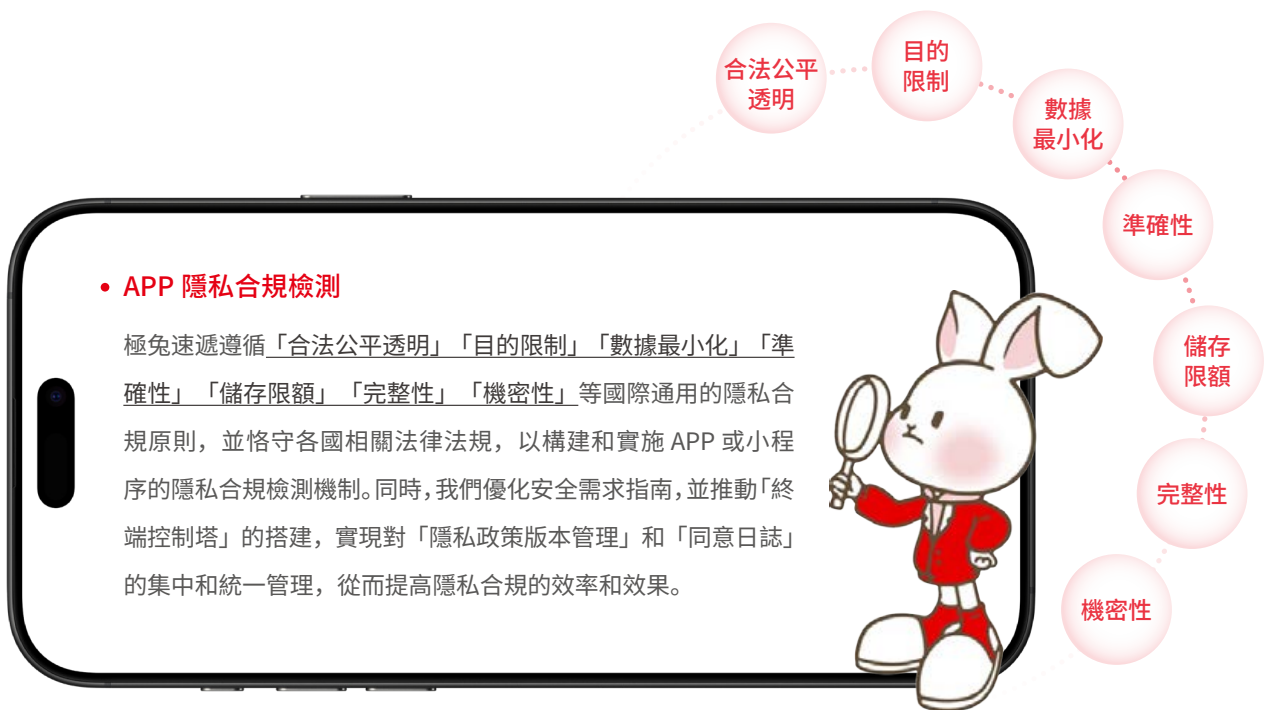 合法公平
透明
目的
限制
數據
最小化
準確性
儲存
限額
完整性
機密性
• APP 隱私合規檢測
極兔速遞遵循「合法公平透明」「目的限制」「數據最小化」「準
確性」「儲存限額」「完整性」「機密性」等國際通用的隱私合
規原則，並恪守各國相關法律法規，以構建和實施 APP 或小程
序的隱私合規檢測機制。同時，我們優化安全需求指南，並推動「終
端控制塔」的搭建，實現對「隱私政策版本管理」和「同意日誌」
的集中和統一管理，從而提高隱私合規的效率和效果。